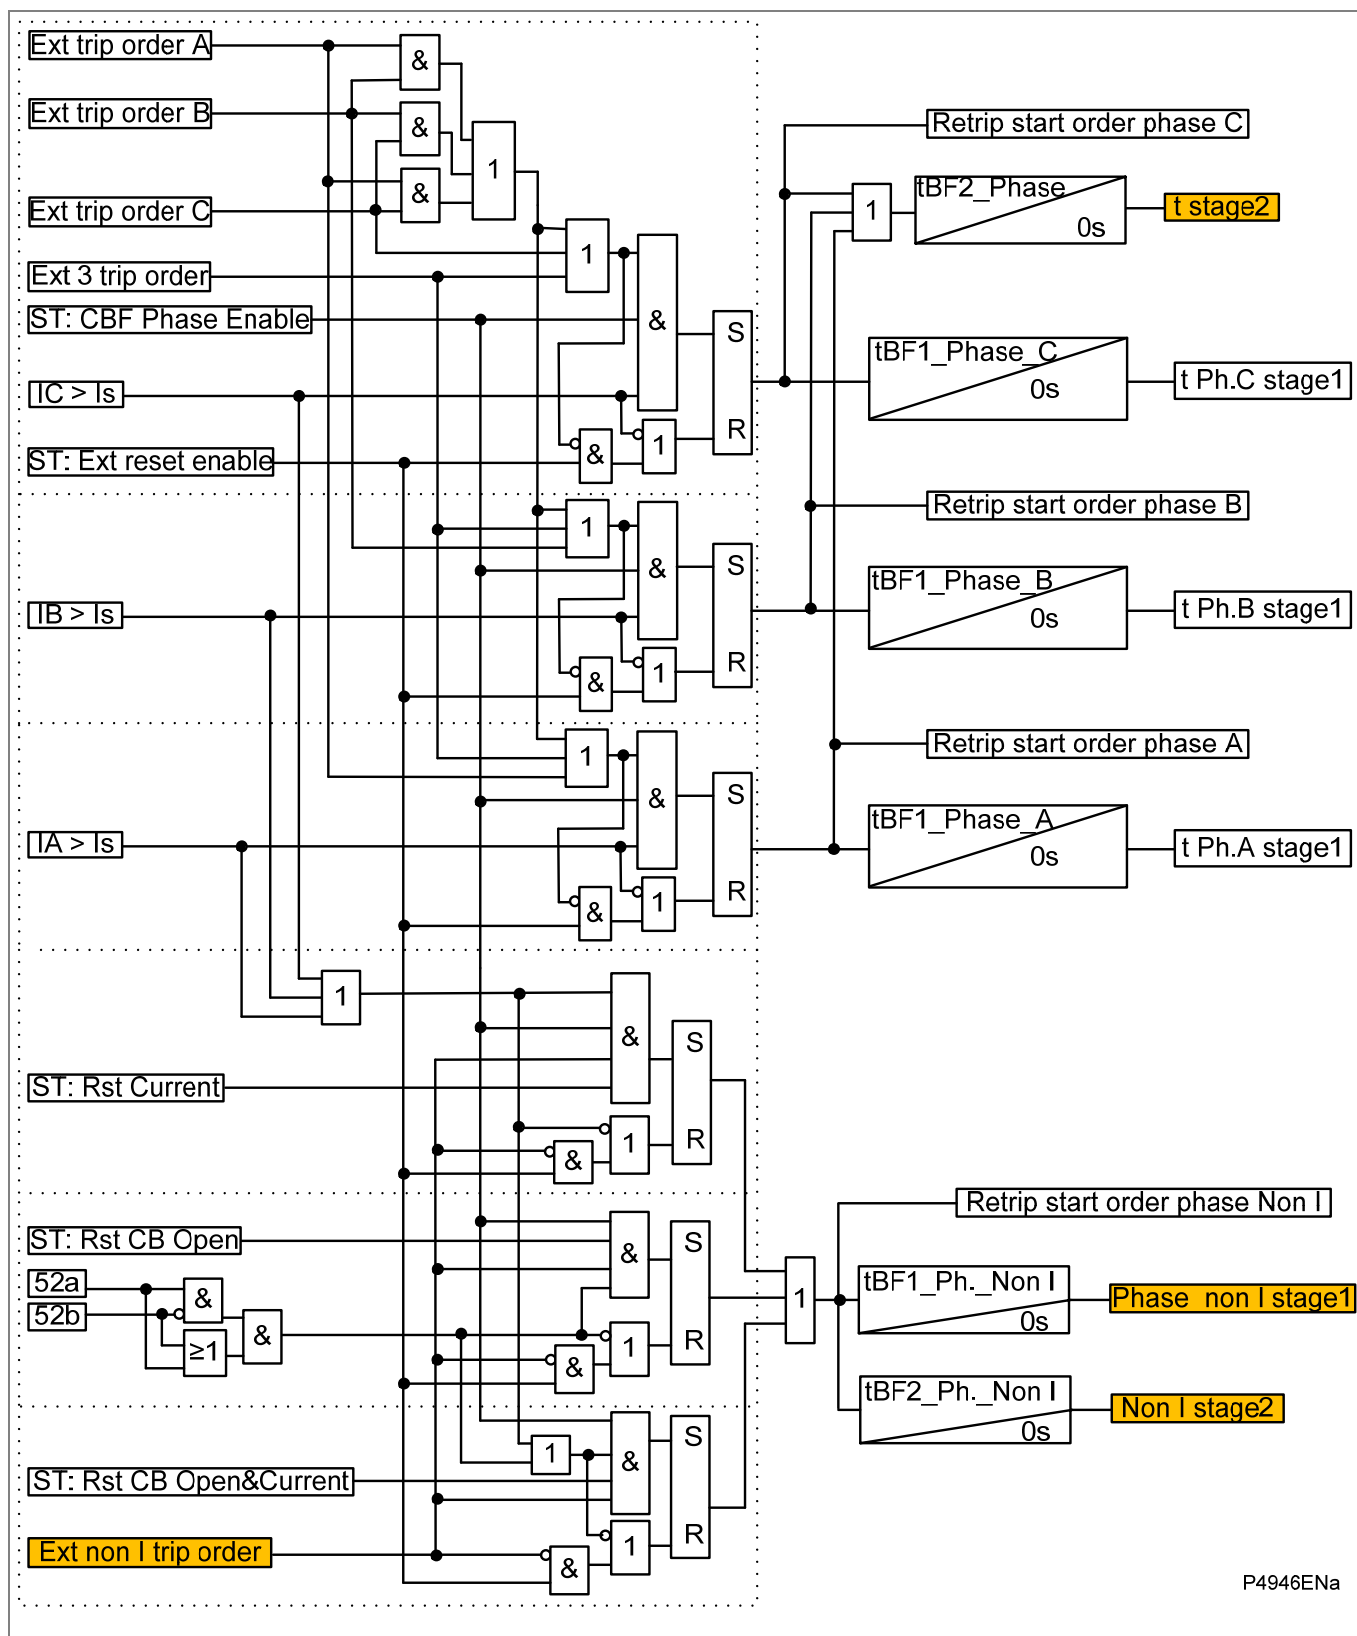 Ext trip order A
&
Ext trip order B
&
1
Retrip start order phase C
Ext trip order C
&
tBF2_Phase
0s
t stage2
1
1
Ext 3 trip order
ST: CBF Phase Enable
&
S
R
tBF1_Phase_C
0s
t Ph.C stage1
IC > Is
1
&
ST: Ext reset enable
1
Retrip start order phase B
&
S
R
tBF1_Phase_B
0s
t Ph.B stage1
IB > Is
1
&
1
Retrip start order phase A
&
S
R
tBF1_Phase_A
0s
t Ph.A stage1
IA > Is
1
&
1
&
S
R
ST: Rst Current
1
&
Retrip start order phase Non I
ST: Rst CB Open
&
S
R
52a
&
52b
≥1
&
1
&
1
tBF1_Ph._Non I
0s
Phase non I stage1
tBF2_Ph._Non I
0s
Non I stage2
1
&
S
R
ST: Rst CB Open&Current
Ext non I trip order
1
&
P4946ENa